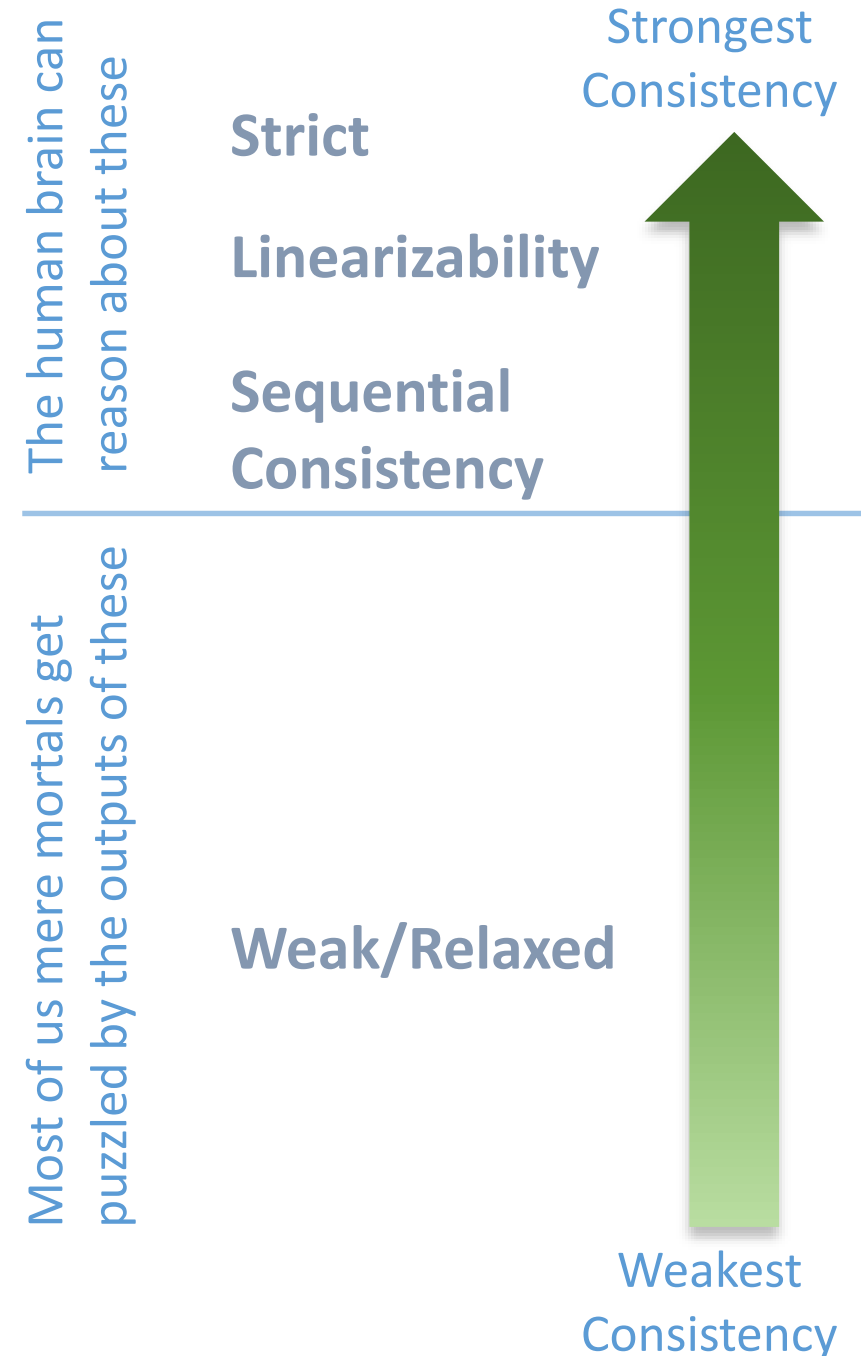 Strongest
Consistency
The human brain can
reason about these
Strict
Linearizability
Sequential
Consistency
Most of us mere mortals get
puzzled by the outputs of these
Weak/Relaxed
Weakest
Consistency